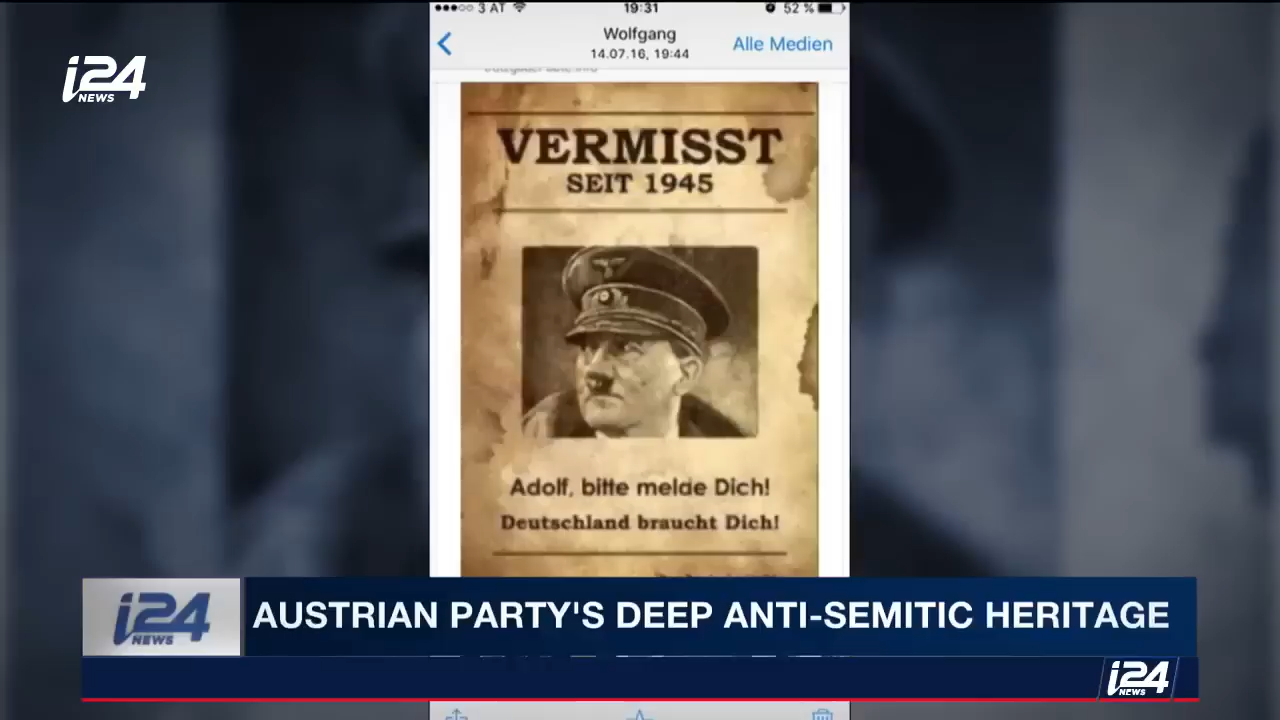 3 AT
19:31
52 %
Wolfgang
14.07.16, 19:44
Alle Medien
i24
NEWS
VERMISST
SEIT 1945
Adolf, bitte melde Dich!
Deutschland braucht Dich!
i24
NEWS
AUSTRIAN PARTY'S DEEP ANTI-SEMITIC HERITAGE
i24
NEWS